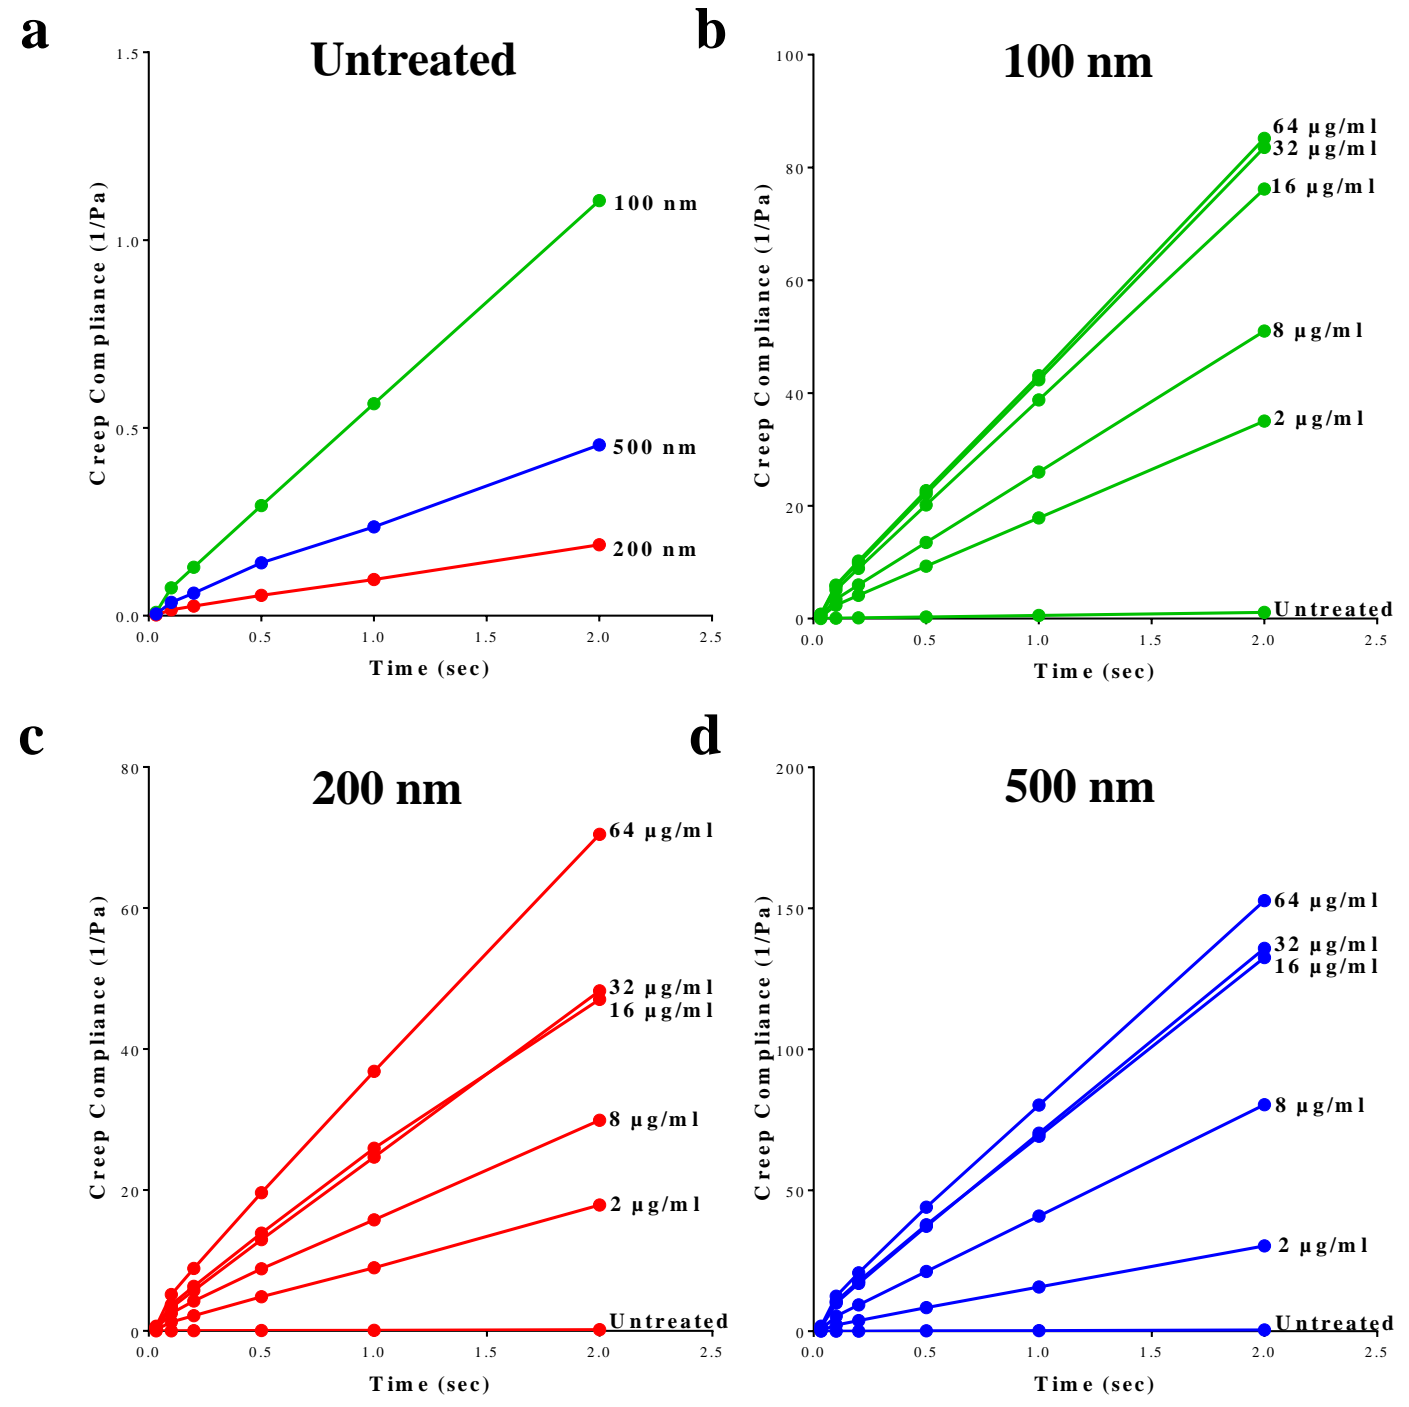 a
Untreated
1.5
1.0
0.5
0.0
Creep Compliance (1/Pa)
100 nm
500 nm
200 nm
0.0 0.5 1.0 1.5 2.0 2.5
Time (sec)
b
100 nm
100
80
60
40
20
0
Creep Compliance (1/Pa)
64 µg/ml
32 µg/ml
16 µg/ml
8 µg/ml
2 µg/ml
Untreated
0.0 0.5 1.0 1.5 2.0 2.5
Time (sec)
c
200 nm
80
60
40
20
0
Creep Compliance (1/Pa)
64 µg/ml
32 µg/ml
16 µg/ml
8 µg/ml
2 µg/ml
Untreated
0.0 0.5 1.0 1.5 2.0 2.5
Time (sec)
d
500 nm
200
150
100
50
0
Creep Compliance (1/Pa)
64 µg/ml
32 µg/ml
16 µg/ml
8 µg/ml
2 µg/ml
Untreated
0.0 0.5 1.0 1.5 2.0 2.5
Time (sec)